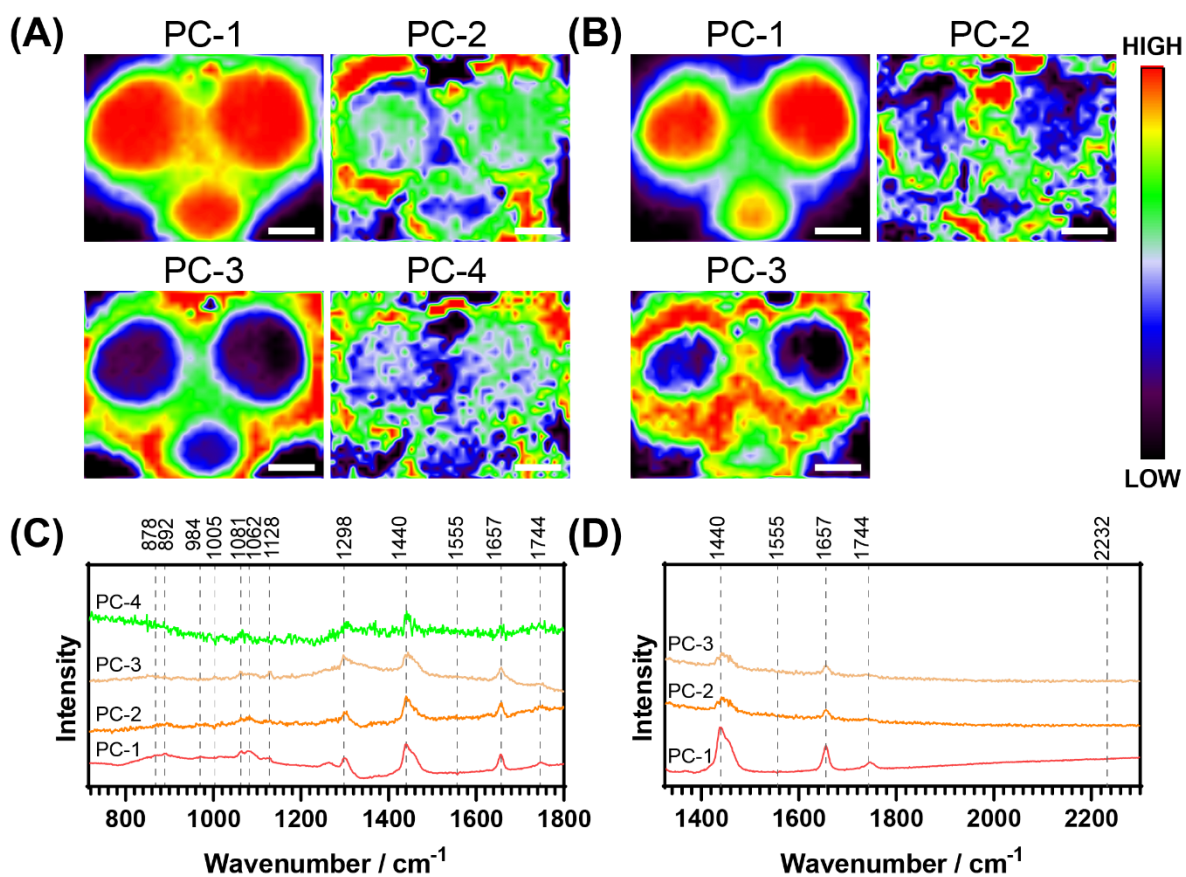 (A) PC-1 PC-2 (B) PC-1 PC-2
HIGH
PC-3 PC-4 PC-3
LOW
(C) 878 892 984 1005 1081 1062 1128 1298 1440 1555 1657 1744
PC-4
PC-3
PC-2
PC-1
Intensity
800 1000 1200 1400 1600 1800
Wavenumber / cm⁻¹
(D) 1440 1555 1657 1744 2232
PC-3
PC-2
PC-1
Intensity
1400 1600 1800 2000 2200
Wavenumber / cm⁻¹